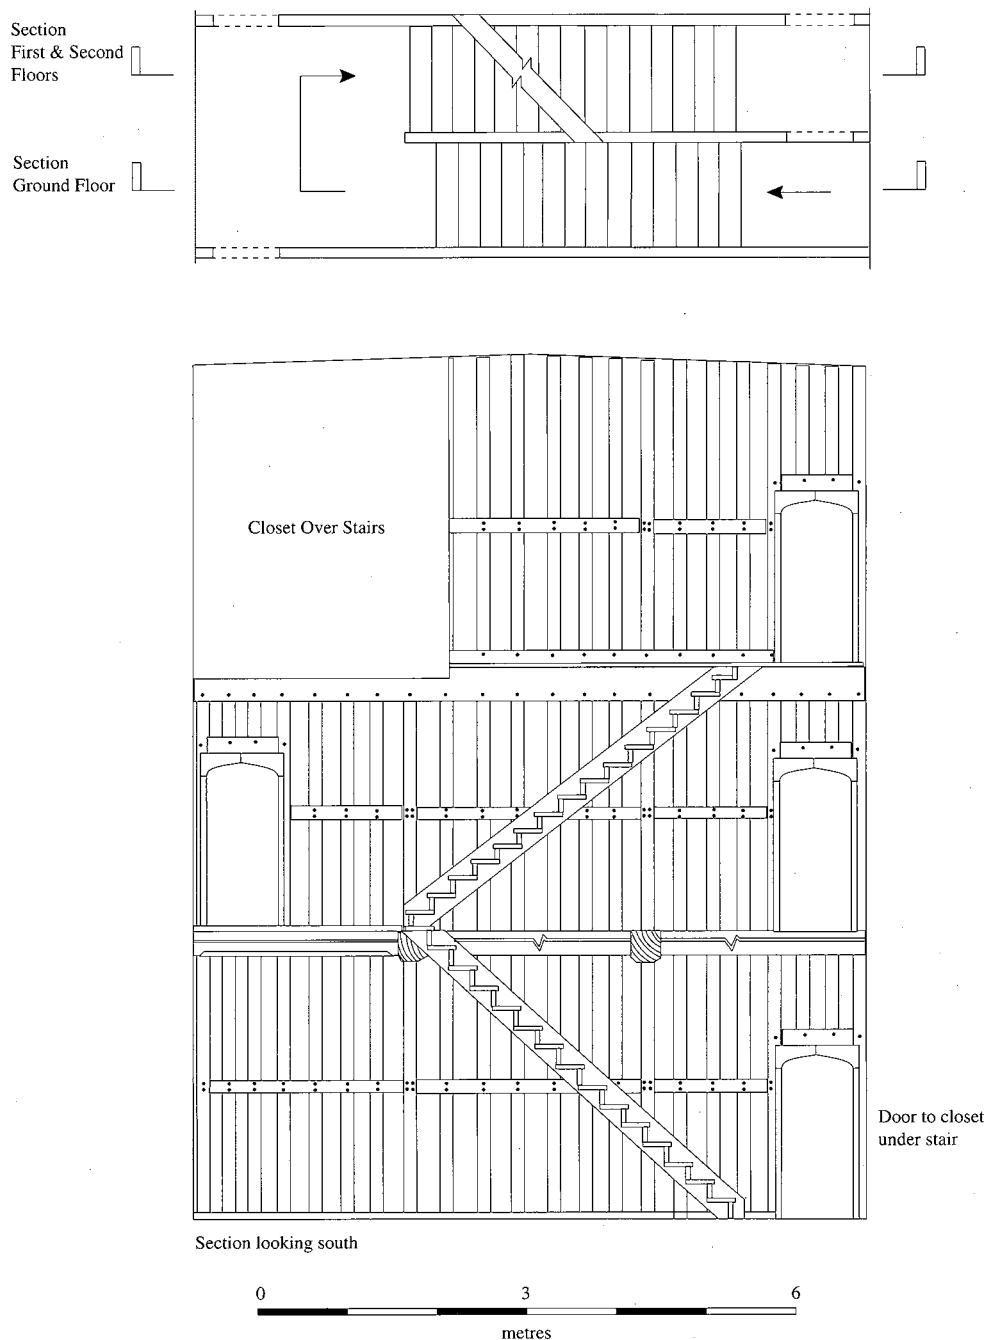 Section
First & Second
Floors
Section
Ground Floor
Closet Over Stairs
Door to closet
under stair
Section looking south
0 3 6
metres